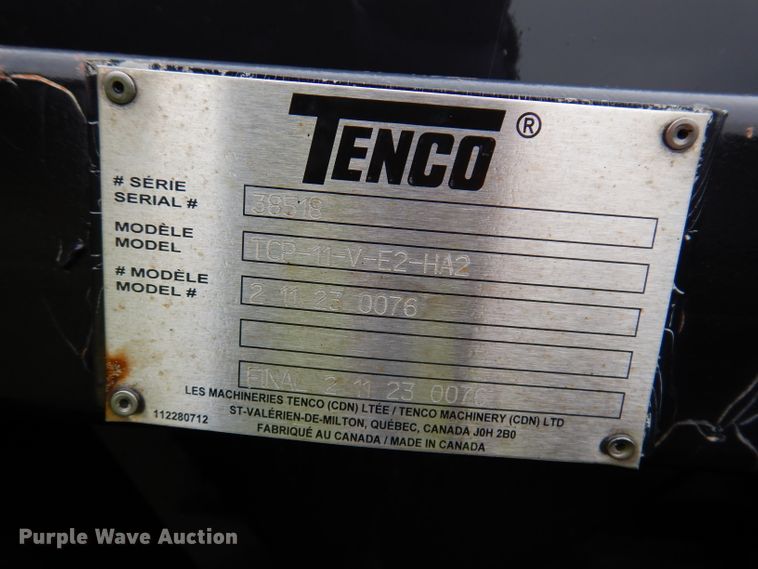 TENCO ®
# SÉRIE
SERIAL #
38518
MODÈLE
MODEL
TCP-11-V-E2-HA2
# MODÈLE
MODEL #
2 11 23 0076
FINAL 2 11 23 0076
LES MACHINERIES TENCO (CDN) LTÉE / TENCO MACHINERY (CDN) LTD
112280712
ST-VALÉRIEN-DE-MILTON, QUÉBEC, CANADA J0H 2B0
FABRIQUÉ AU CANADA / MADE IN CANADA
Purple Wave Auction